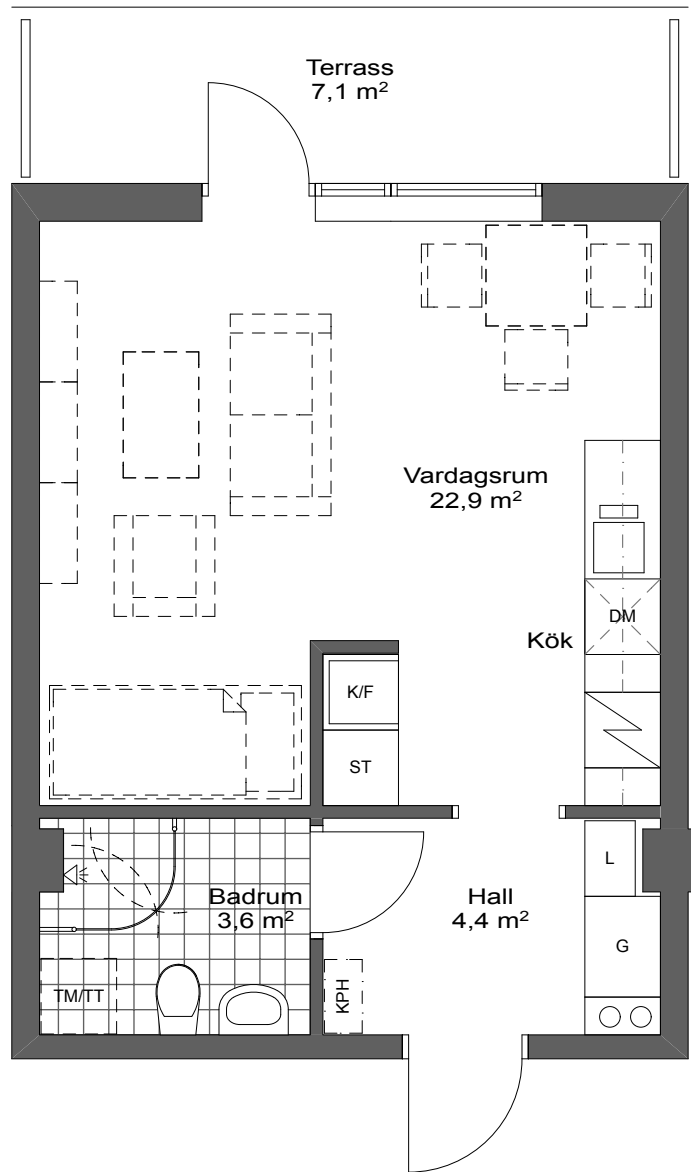 Terrass
7,1 m²
Vardagsrum
22,9 m²
DM
Kök
K/F
ST
Badrum
3,6 m²
Hall
4,4 m²
L
G
TM/TT
KPH